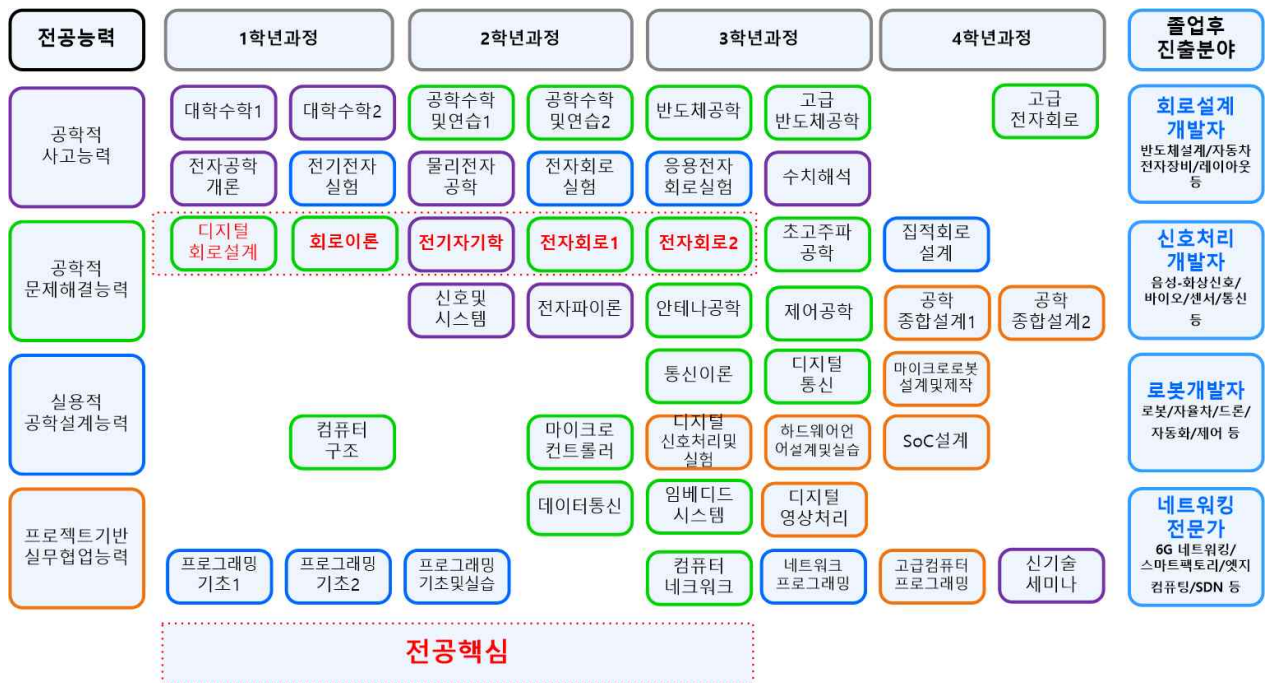 전공능력
1학년과정
2학년과정
3학년과정
4학년과정
졸업후
진출분야
공학적
사고능력
대학수학1
대학수학2
공학수학
및연습1
공학수학
및연습2
반도체공학
고급
반도체공학
고급
전자회로
회로설계
개발자
반도체설계/자동차
전자장비/레이아웃
등
전자공학
개론
전기전자
실험
물리전자
공학
전자회로
실험
응용전자
회로실험
수치해석
공학적
문제해결능력
디지털
회로설계
회로이론
전기자기학
전자회로1
전자회로2
초고주파
공학
집적회로
설계
신호처리
개발자
음성-화상신호/
바이오/센서/통신
등
신호및
시스템
전자파이론
안테나공학
제어공학
공학
종합설계1
공학
종합설계2
실용적
공학설계능력
통신이론
디지털
통신
마이크로로봇
설계및제작
로봇개발자
로봇/자율차/드론/
자동화/제어 등
컴퓨터
구조
마이크로
컨트롤러
디지털
신호처리및
실험
하드웨어언
어설계및실습
SoC설계
프로젝트기반
실무협업능력
데이터통신
임베디드
시스템
디지털
영상처리
네트워킹
전문가
6G 네트워킹/
스마트팩토리/엣지
컴퓨팅/SDN 등
프로그래밍
기초1
프로그래밍
기초2
프로그래밍
기초및실습
컴퓨터
네크워크
네트워크
프로그래밍
고급컴퓨터
프로그래밍
신기술
세미나
전공핵심